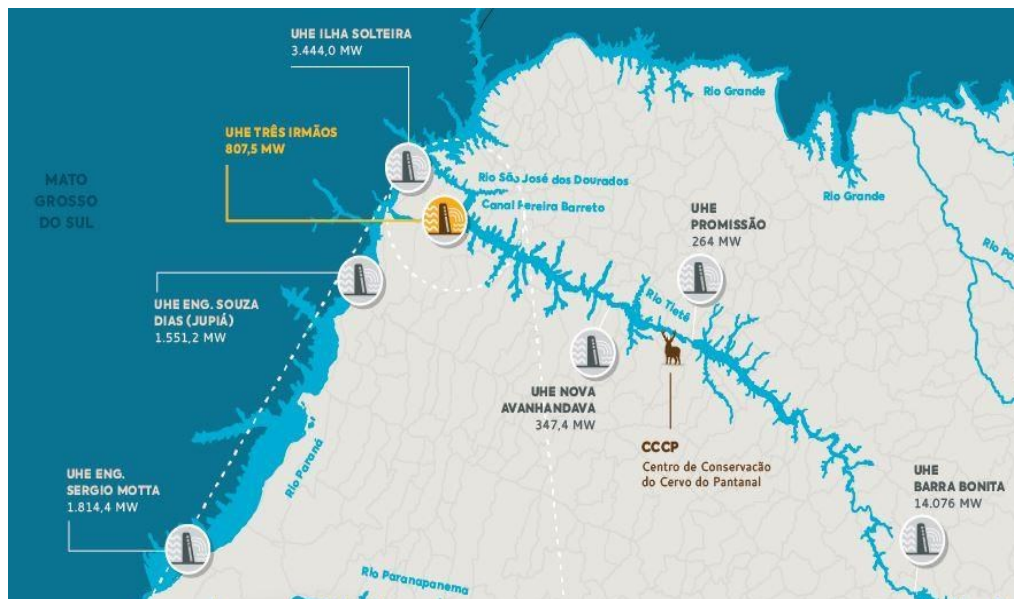 UHE ILHA SOLTEIRA
3.444,0 MW
Rio Grande
UHE TRÊS IRMÃOS
807,5 MW
MATO
GROSSO
DO SUL
Rio São José dos Dourados
Canal Pereira Barreto
Rio Grande
UHE
PROMISSÃO
264 MW
Rio Pa
UHE ENG. SOUZA
DIAS (JUPIÁ)
1.551,2 MW
Rio Tietê
UHE NOVA
AVANHANDAVA
347,4 MW
CCCP
Centro de Conservacão
do Cervo do Pantanal
Rio Paraná
UHE ENG.
SERGIO MOTTA
1.814,4 MW
UHE
BARRA BONITA
14.076 MW
Rio Paranapanema